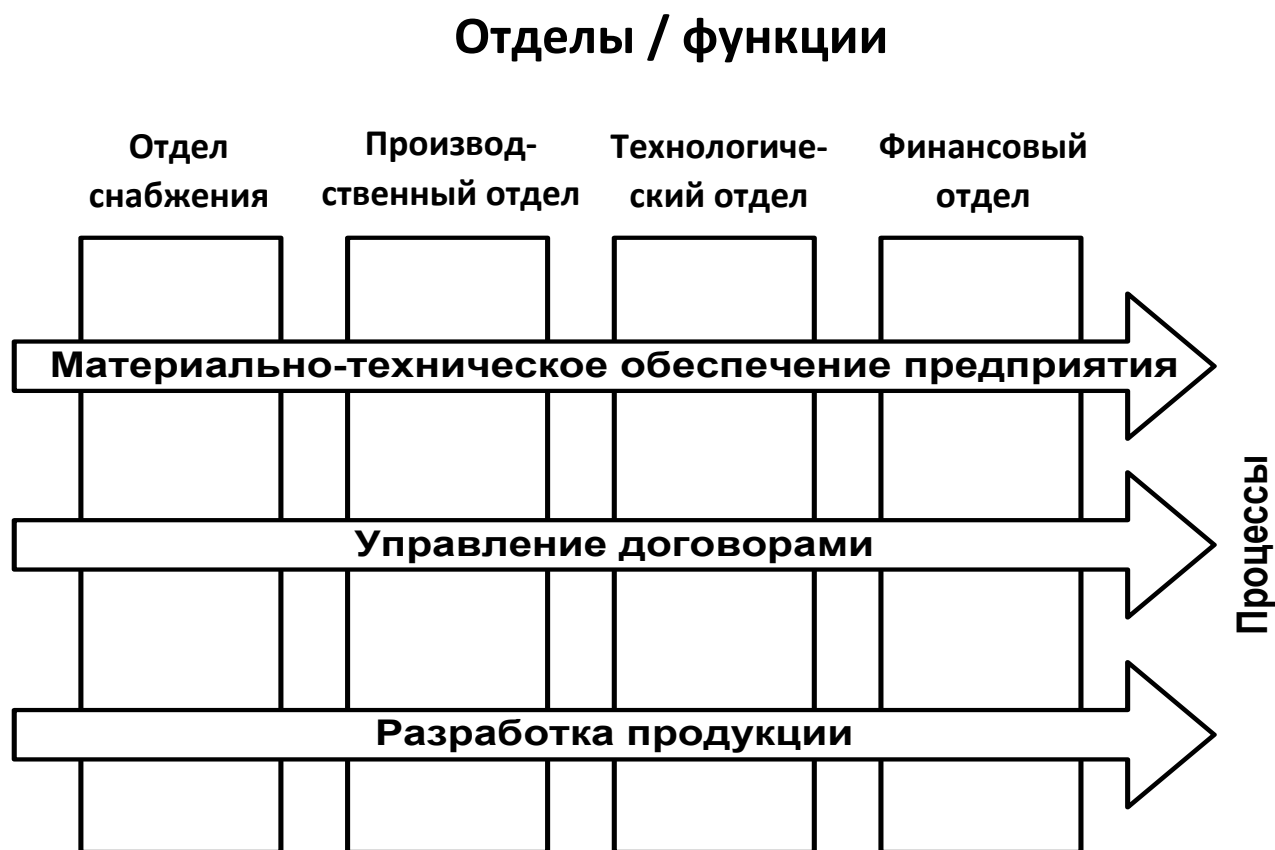 Отделы / функции
Отдел
снабжения
Производ-
ственный отдел
Технологиче-
ский отдел
Финансовый
отдел
Материально-техническое обеспечение предприятия
Управление договорами
Разработка продукции
Процессы